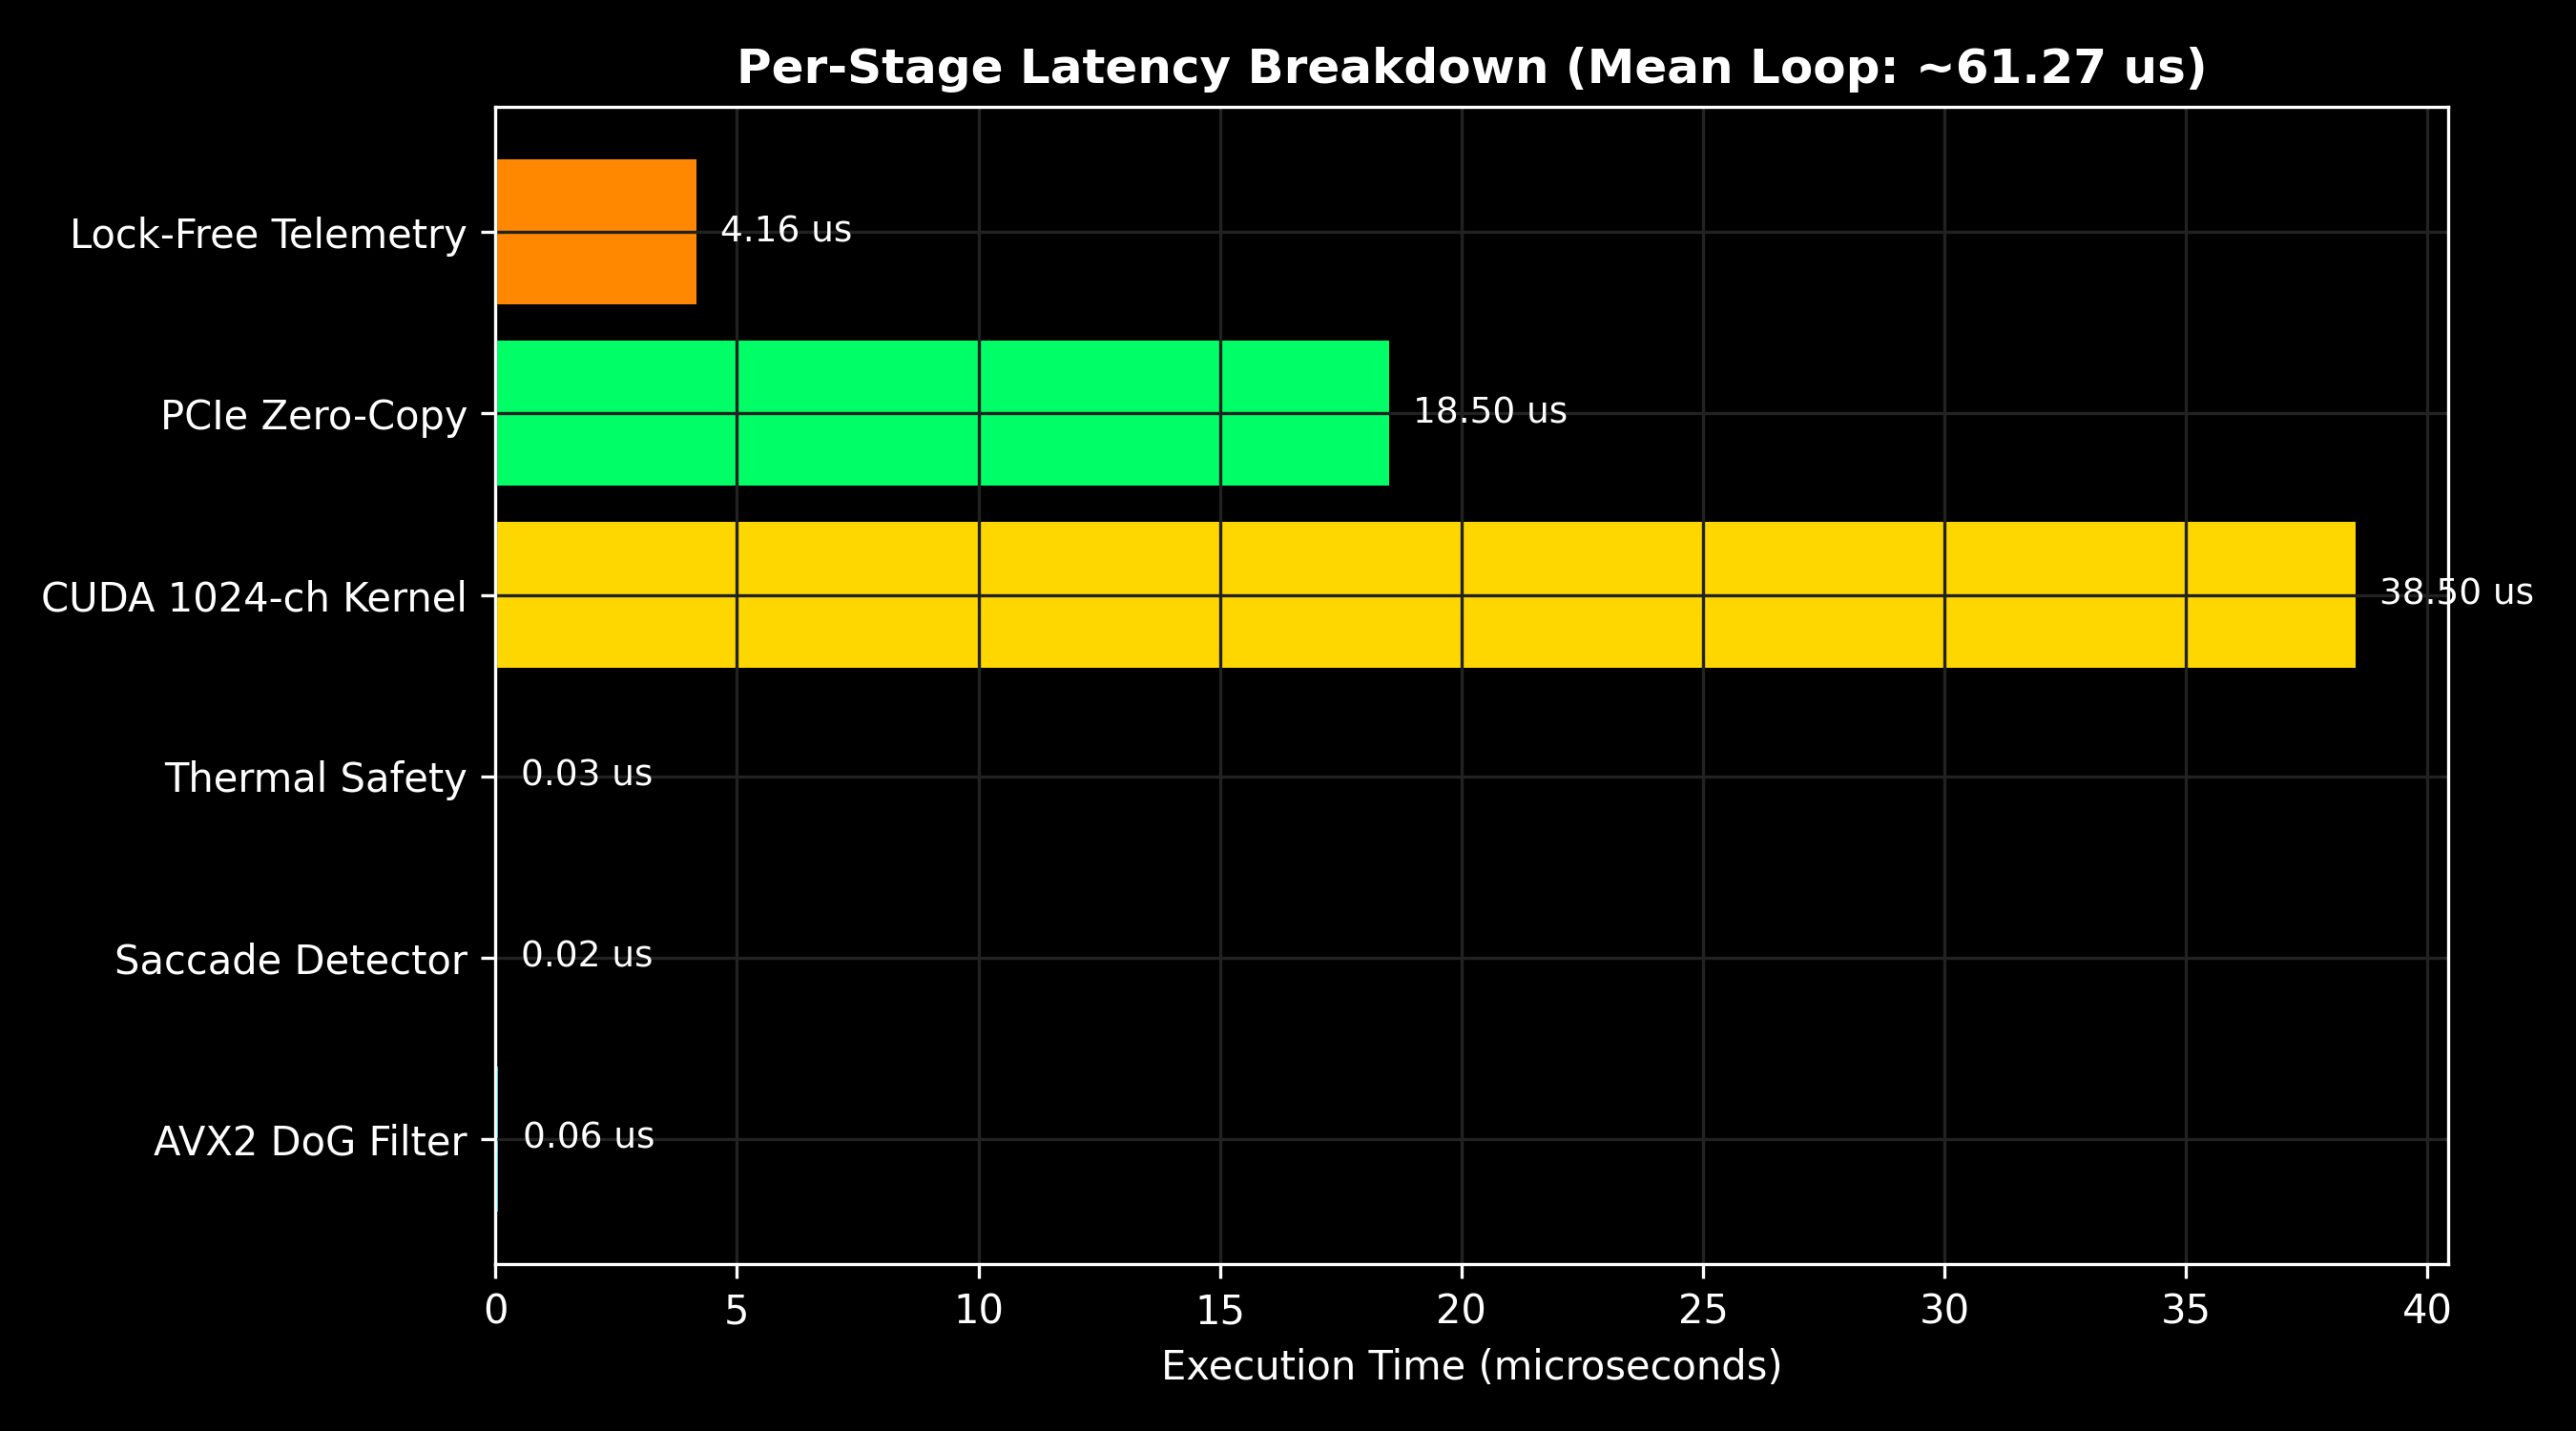 Per-Stage Latency Breakdown (Mean Loop: ~61.27 us)
Lock-Free Telemetry
4.16 us
PCIe Zero-Copy
18.50 us
CUDA 1024-ch Kernel
38.50 us
Thermal Safety
0.03 us
Saccade Detector
0.02 us
AVX2 DoG Filter
0.06 us
0 5 10 15 20 25 30 35 40
Execution Time (microseconds)